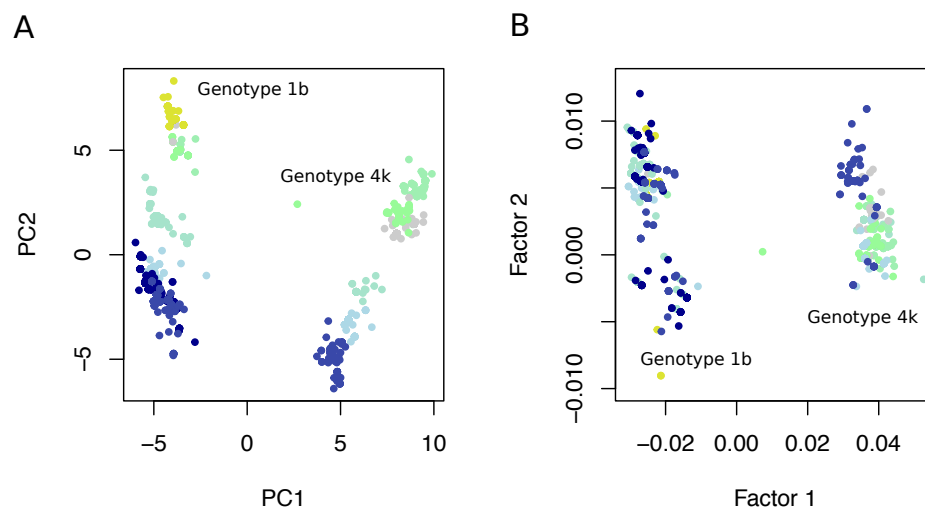 A
Genotype 1b
Genotype 4k
5
0
−5
PC2
−5 0 5 10
PC1
B
0.010
0.000
−0.010
Factor 2
Genotype 4k
Genotype 1b
−0.02 0.00 0.02 0.04
Factor 1